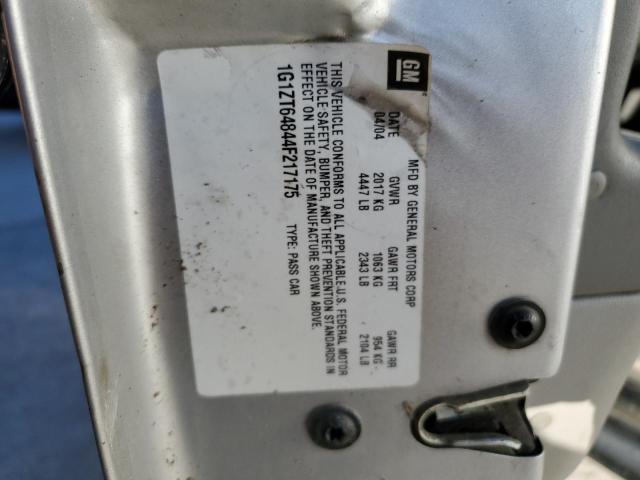 GM
MFD BY GENERAL MOTORS CORP
DATE GVWR GAWR FRT GAWR RR
04/04 2017 KG 1063 KG 954 KG
4447 LB 2343 LB 2104 LB
THIS VEHICLE CONFORMS TO ALL APPLICABLE U.S. FEDERAL MOTOR
VEHICLE SAFETY, BUMPER, AND THEFT PREVENTION STANDARDS IN
EFFECT ON THE DATE OF MANUFACTURE SHOWN ABOVE.
1G1ZT64844F217175 TYPE: PASS CAR